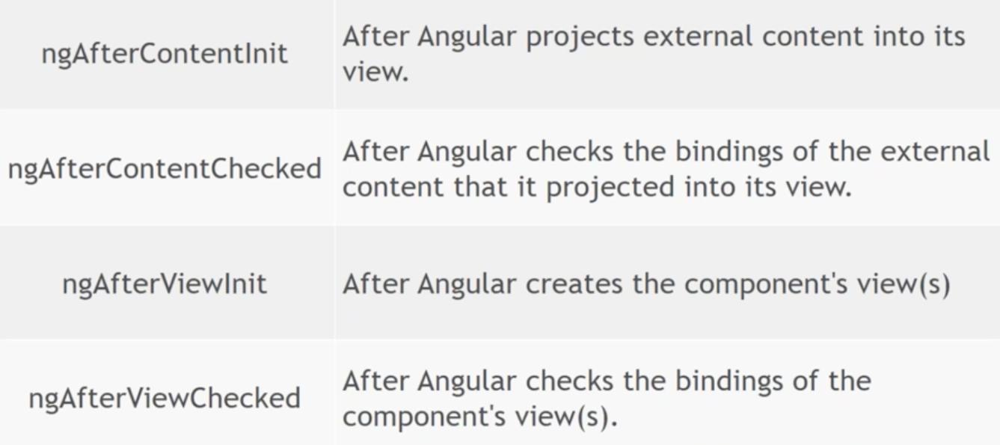 ngAfterContentInit
After Angular projects external content into its
view.
ngAfterContentChecked
After Angular checks the bindings of the external
content that it projected into its view.
ngAfterViewInit
After Angular creates the component's view(s)
ngAfterViewChecked
After Angular checks the bindings of the
component's view(s).